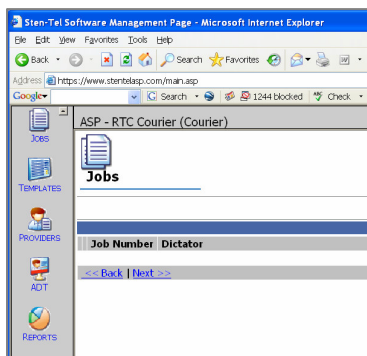 Sten-Tel Software Management Page - Microsoft Internet Explorer
File Edit View Favorites Tools Help
Back Search Favorites
Address https://www.stentelasp.com/main.asp
Google Search 1244 blocked Check
ASP - RTC Courier (Courier)
JOBS
Jobs
TEMPLATES
PROVIDERS
Job Number Dictator
<< Back | Next >>
ADT
REPORTS